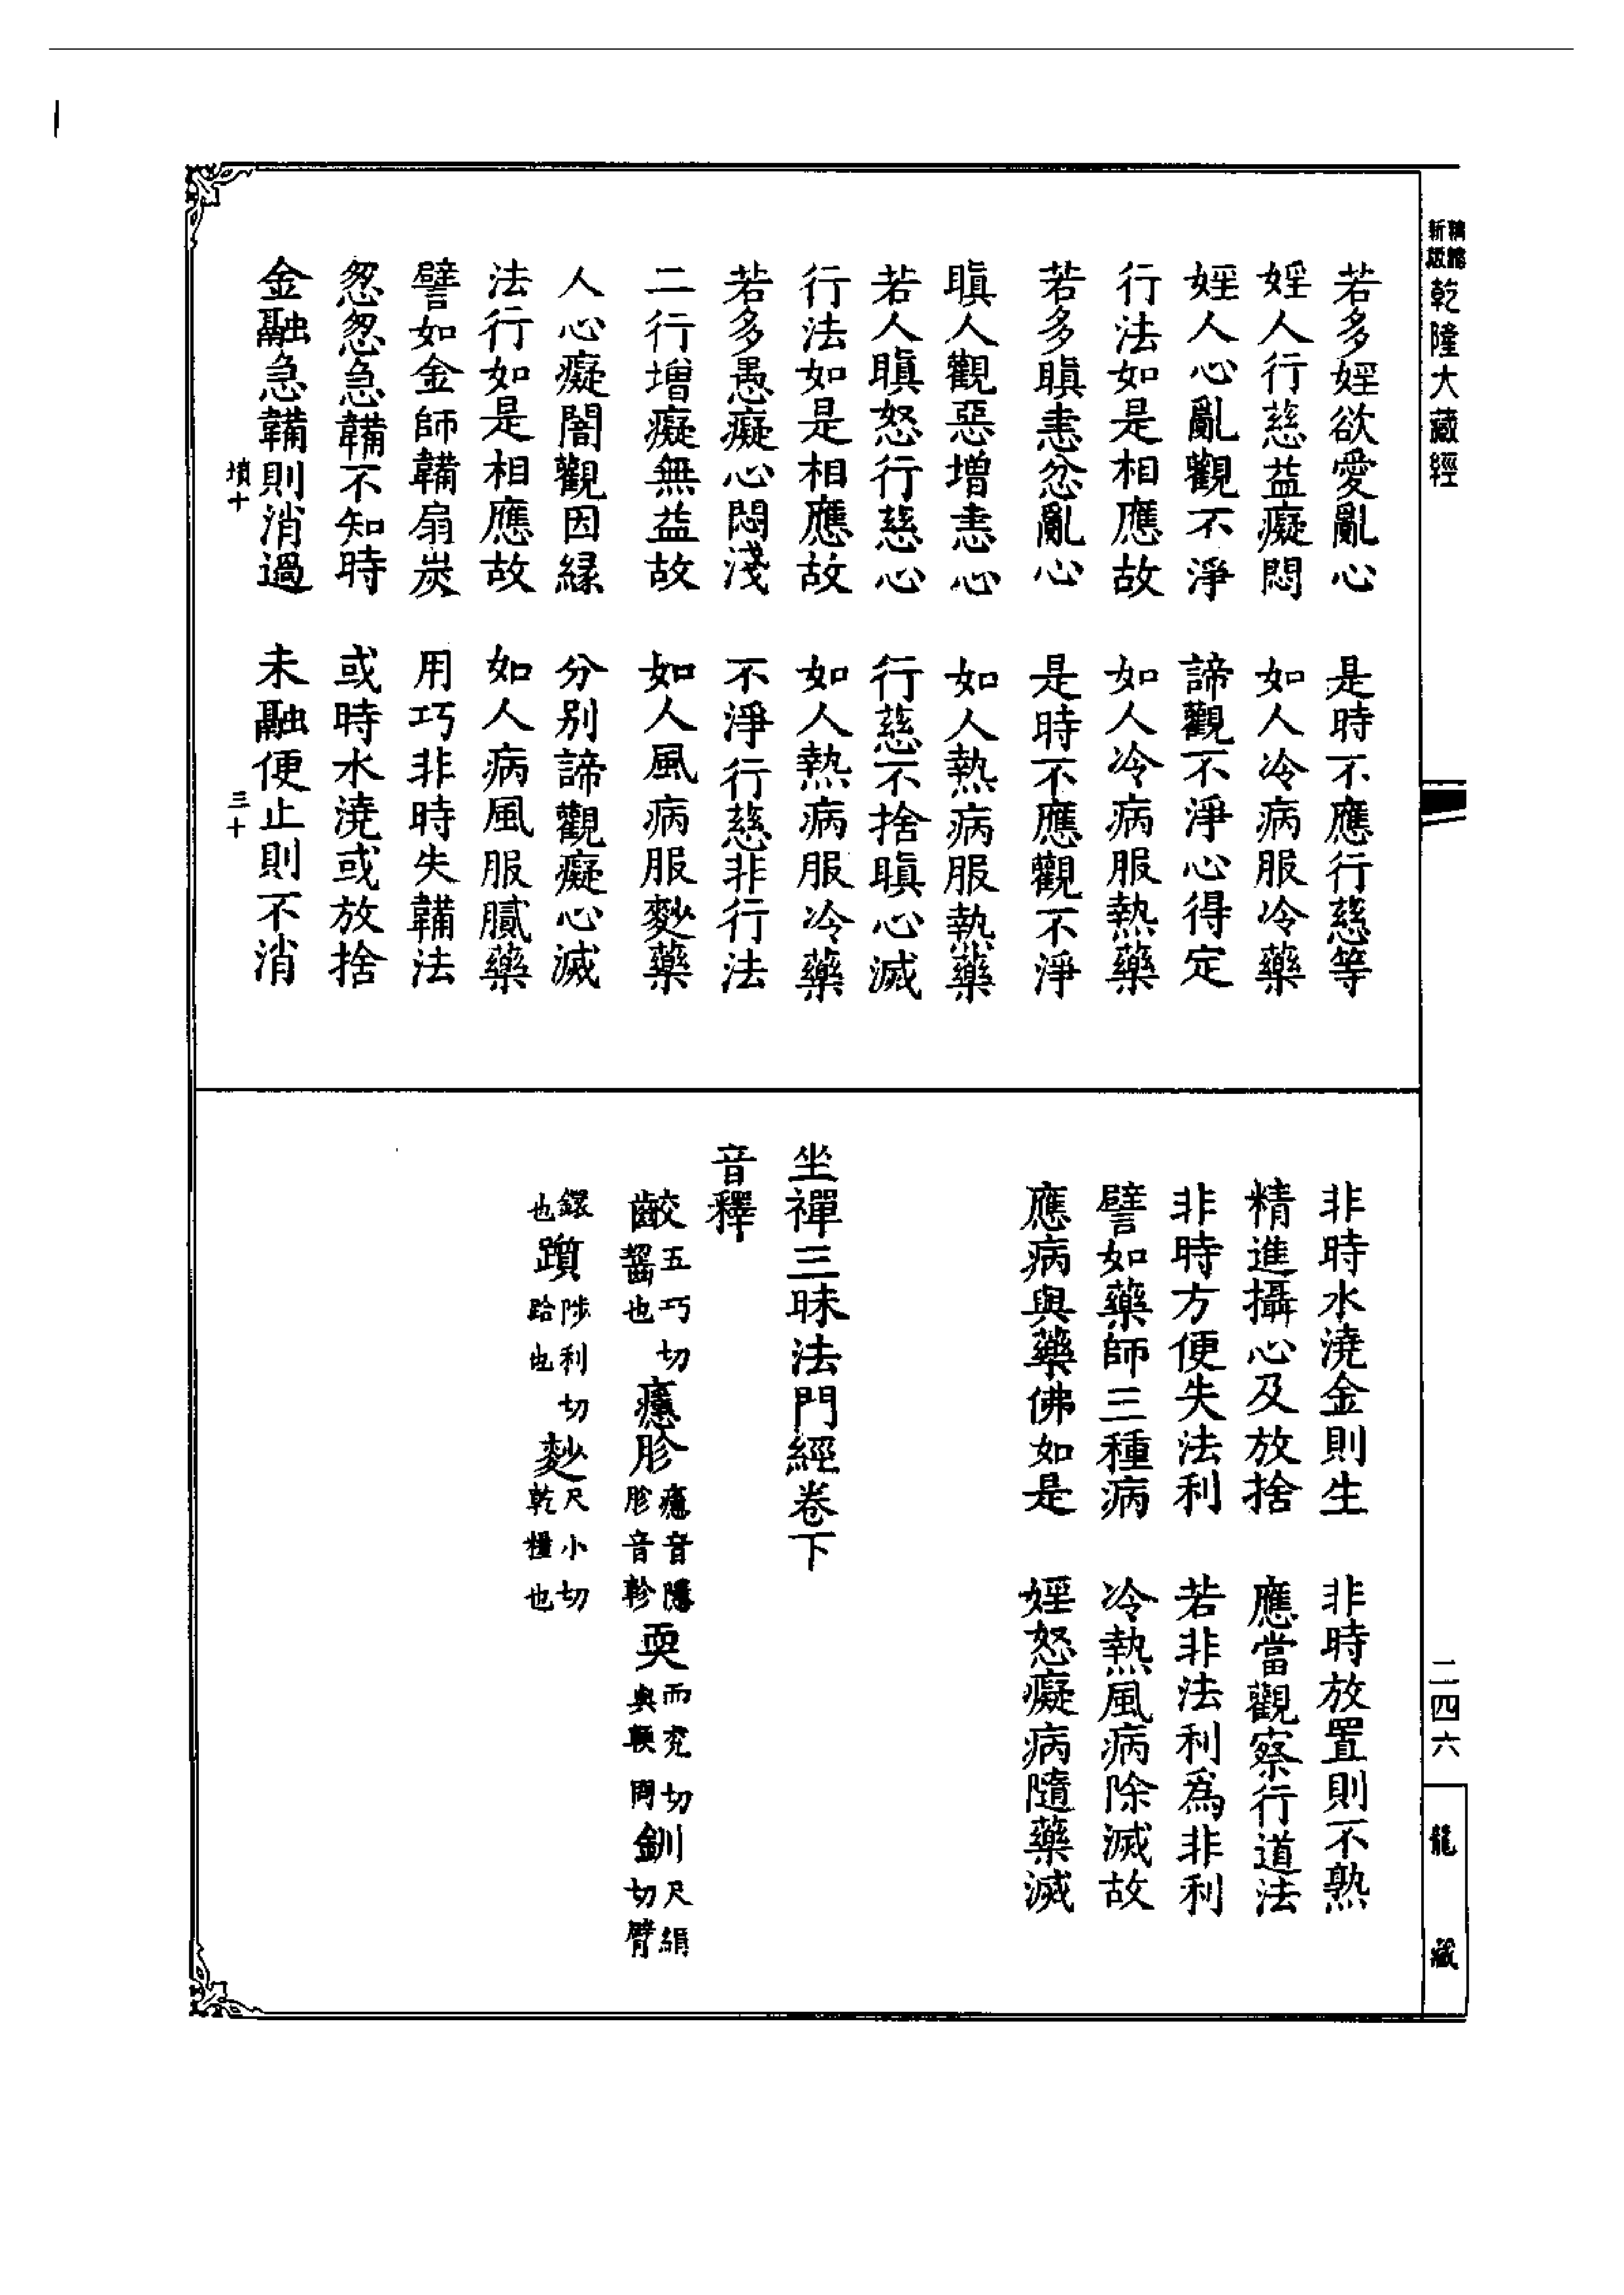 新版
乾隆大藏經
若多婬欲愛亂心　是時不應行慈等
婬人行慈益癡悶　如人冷病服冷藥
婬人心亂觀不淨　諦觀不淨心得定
行法如是相應故　如人冷病服熱藥
若多瞋恚忿亂心　是時不應觀不淨
瞋人觀惡增恚心　如人熱病服熱藥
若人瞋怒行慈心　行慈不捨瞋心滅
行法如是相應故　如人熱病服冷藥
若多愚癡心悶淺　不淨行慈非行法
二行增癡無益故　如人風病服麨藥
人心癡闇觀因緣　分別諦觀癡心滅
法行如是相應故　如人病風服膩藥
譬如金師韛扇炭　用巧非時失韛法
怱怱急韛不知時　或時水澆或放捨
金融急韛則消過　未融便止則不消
十　三十
非時水澆金則生　非時放置則不熟
精進攝心及放捨　應當觀察行道法
非時方便失法利　若非法利為非利
譬如藥師三種病　冷熱風病除滅故
應病與藥佛如是　婬怒癡病隨藥滅
坐禪三昧法門經卷下
音釋
齩五巧切齧也　㿈胗㿈音隱胗音軫　耎而兗切與輭同　釧尺絹切臂
鐶也　躓陟利切跲也　麨尺小切乾糧也
二四六
龍藏